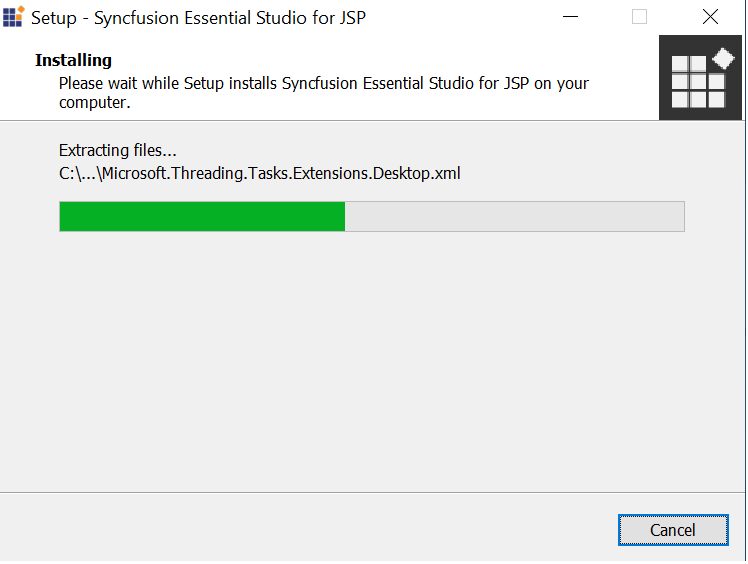 Setup - Syncfusion Essential Studio for JSP
Installing
Please wait while Setup installs Syncfusion Essential Studio for JSP on your
computer.
Extracting files...
C:\...\Microsoft.Threading.Tasks.Extensions.Desktop.xml
Cancel